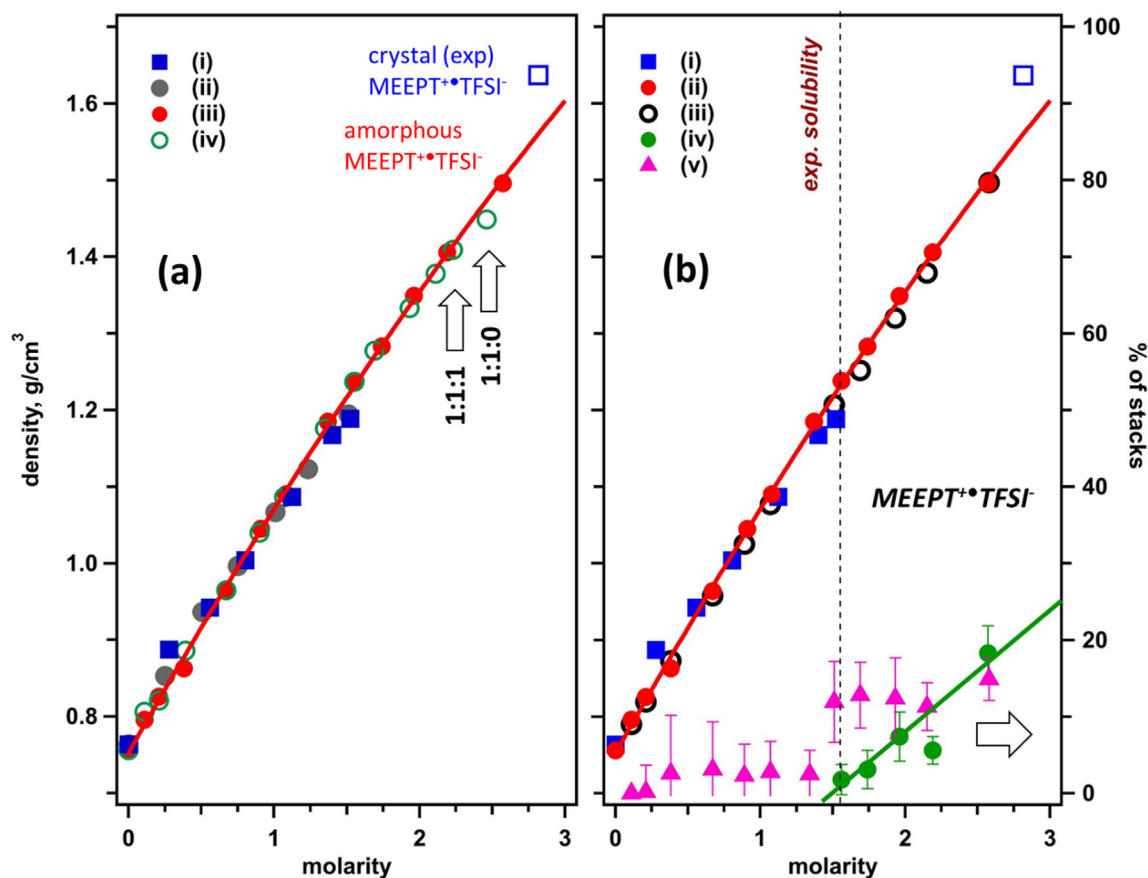 (i)
(ii)
(iii)
(iv)
crystal (exp)
MEEPT⁺•TFSI⁻
amorphous
MEEPT⁺•TFSI⁻
(a)
1:1:1
1:1:0
density, g/cm³
1.6
1.4
1.2
1.0
0.8
0
1
2
3
molarity
(i)
(ii)
(iii)
(iv)
(v)
exp. solubility
(b)
MEEPT⁺•TFSI⁻
100
80
60
40
20
0
% of stacks
0
1
2
3
molarity